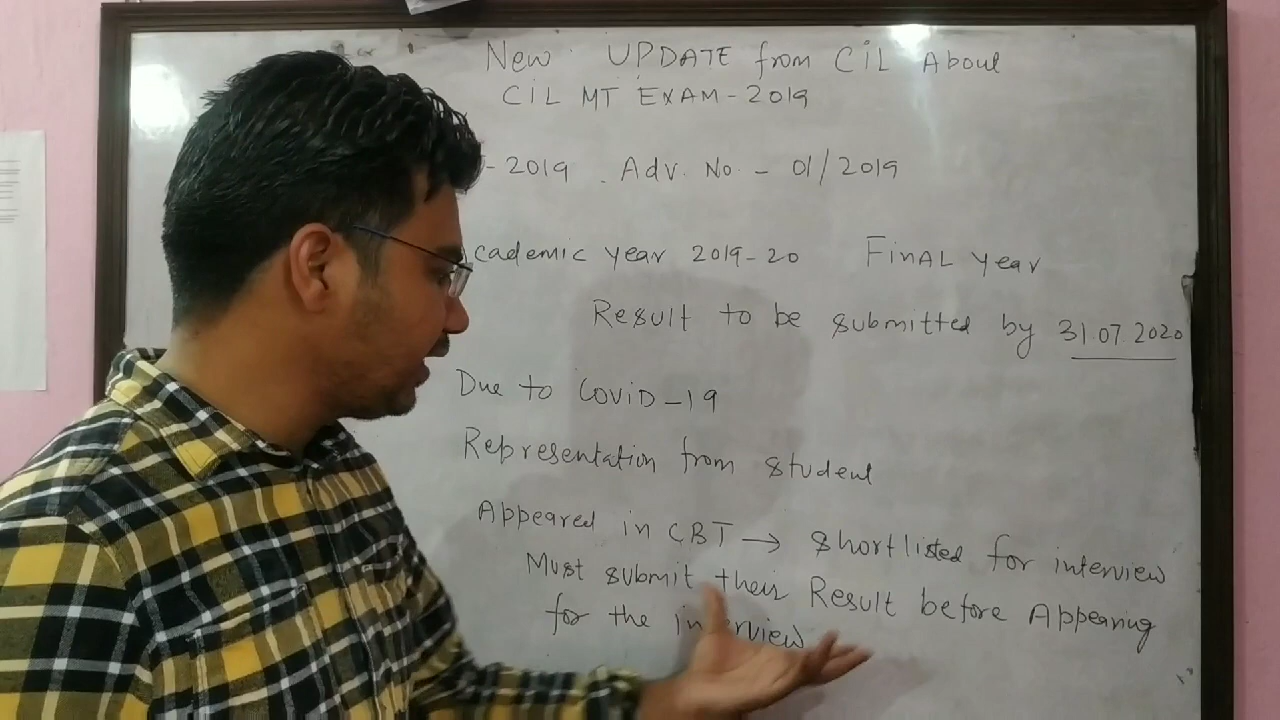 New UPDATE from CIL About
CIL MT EXAM-2019
-2019 . Adv. No. - 01/2019
Academic year 2019-20 FINAL year
Result to be submitted by 31.07.2020
Due to COVID-19
Representation from student
Appeared in CBT → shortlisted for interview
Must submit their Result before Appearing
for the interview